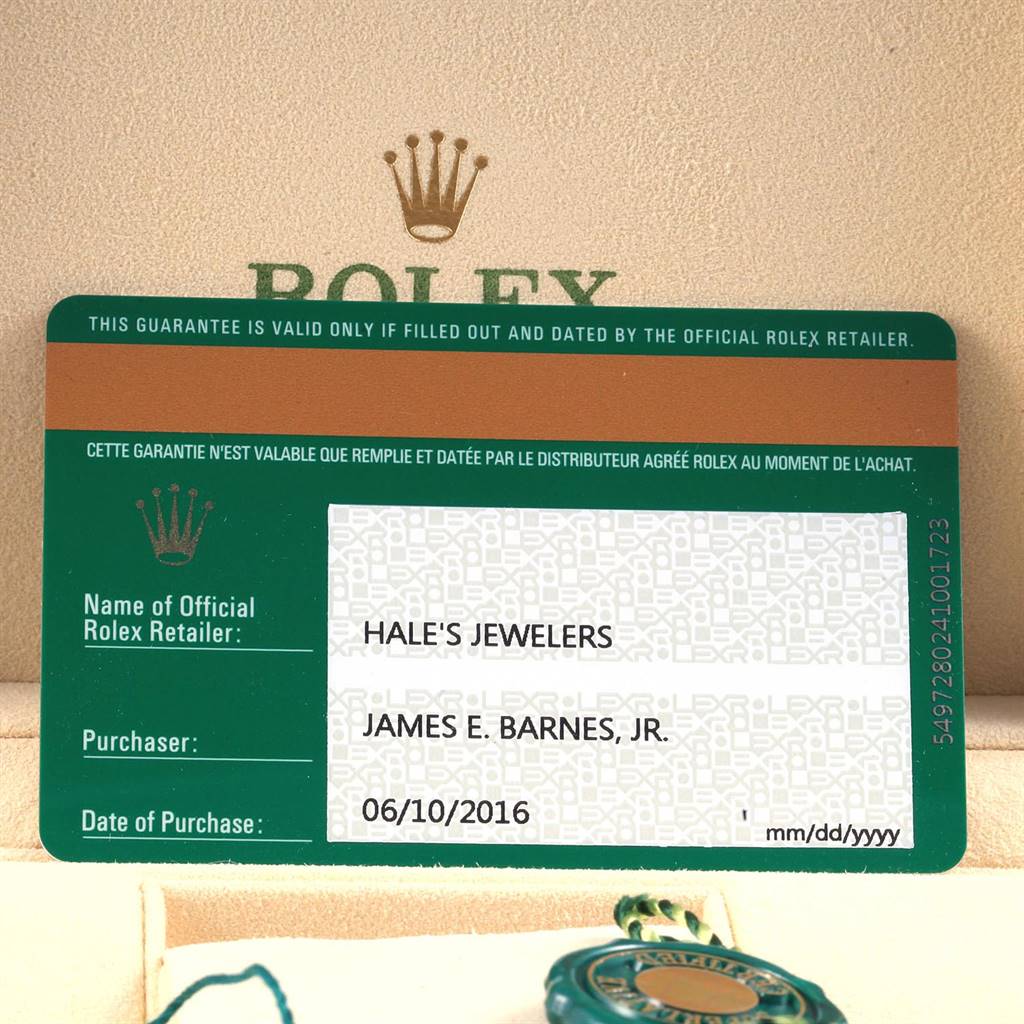 ROLEX
THIS GUARANTEE IS VALID ONLY IF FILLED OUT AND DATED BY THE OFFICIAL ROLEX RETAILER.
CETTE GARANTIE N'EST VALABLE QUE REMPLIE ET DATÉE PAR LE DISTRIBUTEUR AGRÉÉ ROLEX AU MOMENT DE L'ACHAT.
Name of Official
Rolex Retailer:
HALE'S JEWELERS
Purchaser:
JAMES E. BARNES, JR.
Date of Purchase:
06/10/2016
mm/dd/yyyy
5497280241001723